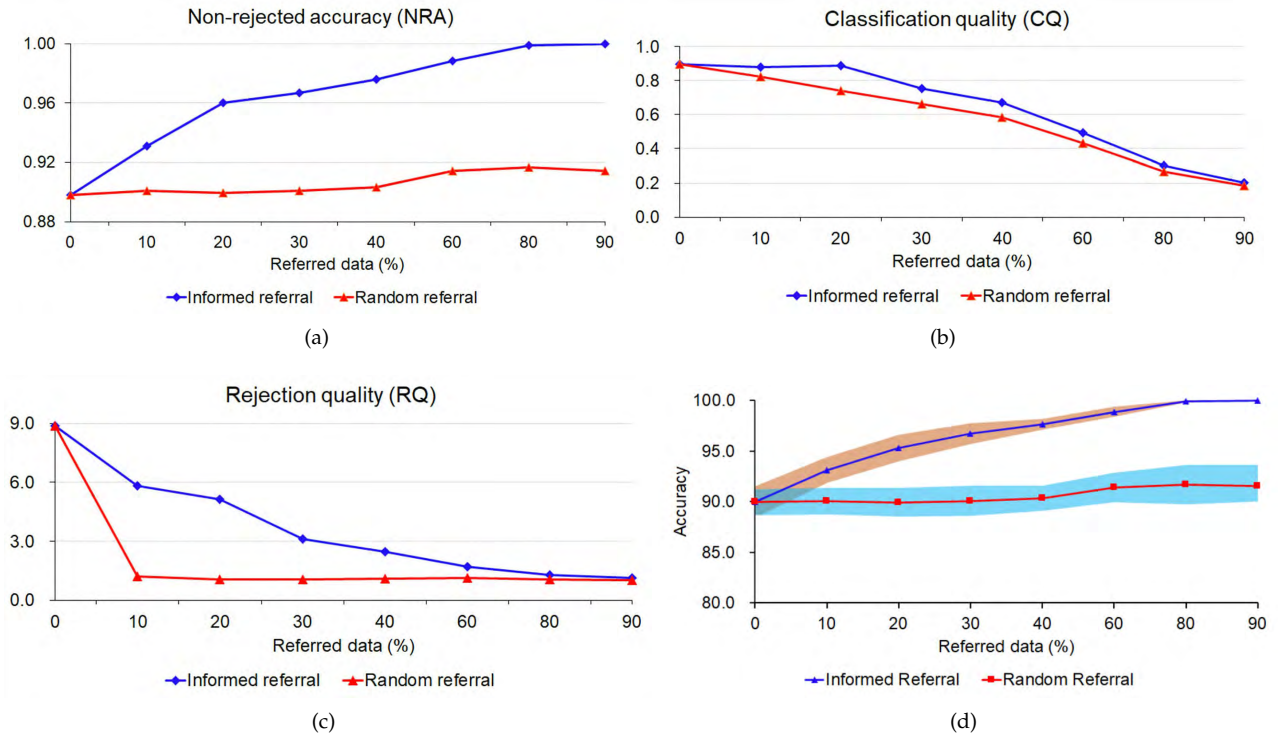 Non-rejected accuracy (NRA)
1.00
0.96
0.92
0.88
0 10 20 30 40 60 80 90
Referred data (%)
Informed referral Random referral
(a)
Classification quality (CQ)
1.0
0.8
0.6
0.4
0.2
0.0
0 10 20 30 40 60 80 90
Referred data (%)
Informed referral Random referral
(b)
Rejection quality (RQ)
9.0
6.0
3.0
0.0
0 10 20 30 40 60 80 90
Referred data (%)
Informed referral Random referral
(c)
100.0
95.0
90.0
85.0
80.0
Accuracy
0 10 20 30 40 60 80 90
Referred data (%)
Informed Referral Random Referral
(d)